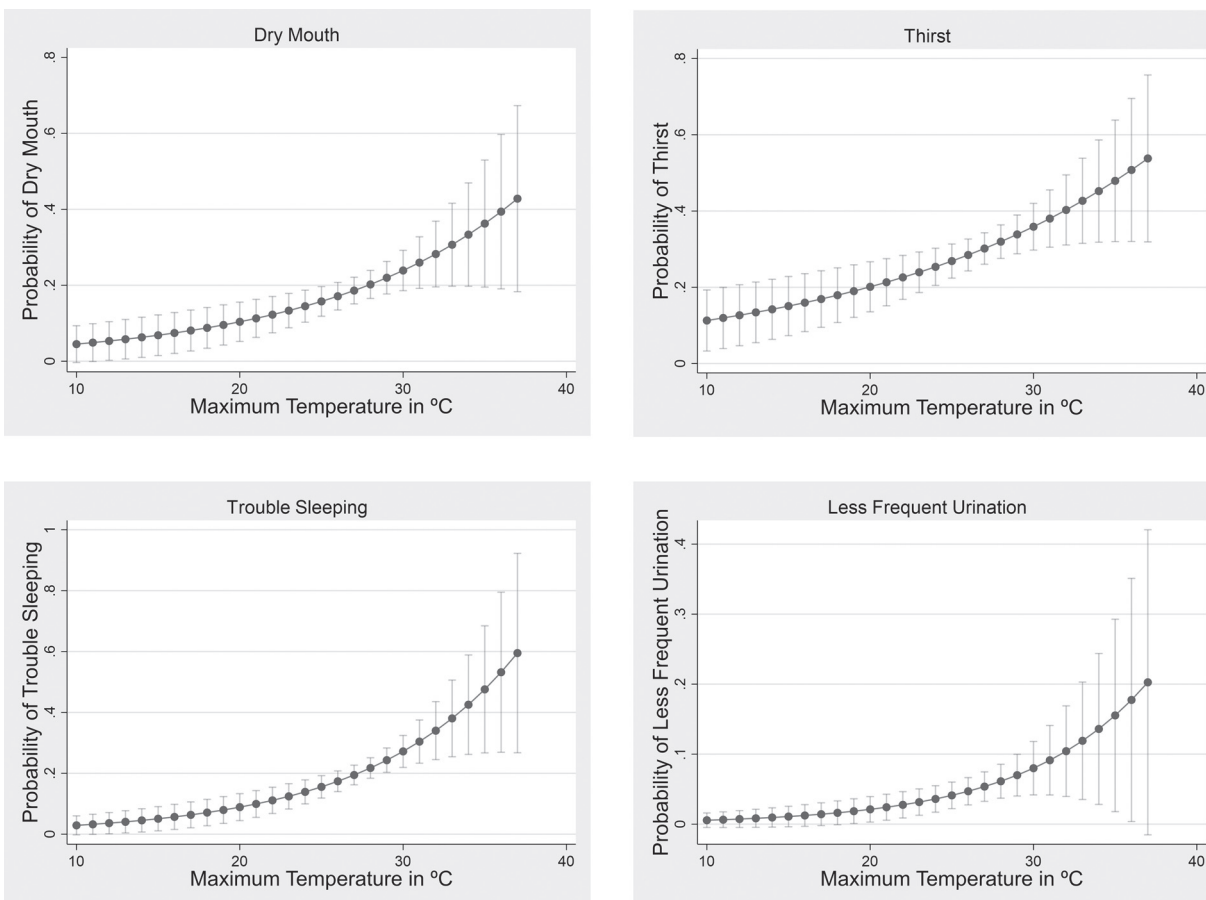 Dry Mouth
Probability of Dry Mouth
.8
.6
.4
.2
0
10 20 30 40
Maximum Temperature in ºC
Thirst
Probability of Thirst
.8
.6
.4
.2
0
10 20 30 40
Maximum Temperature in ºC
Trouble Sleeping
Probability of Trouble Sleeping
1
.8
.6
.4
.2
0
10 20 30 40
Maximum Temperature in ºC
Less Frequent Urination
Probability of Less Frequent Urination
.4
.3
.2
.1
0
10 20 30 40
Maximum Temperature in ºC